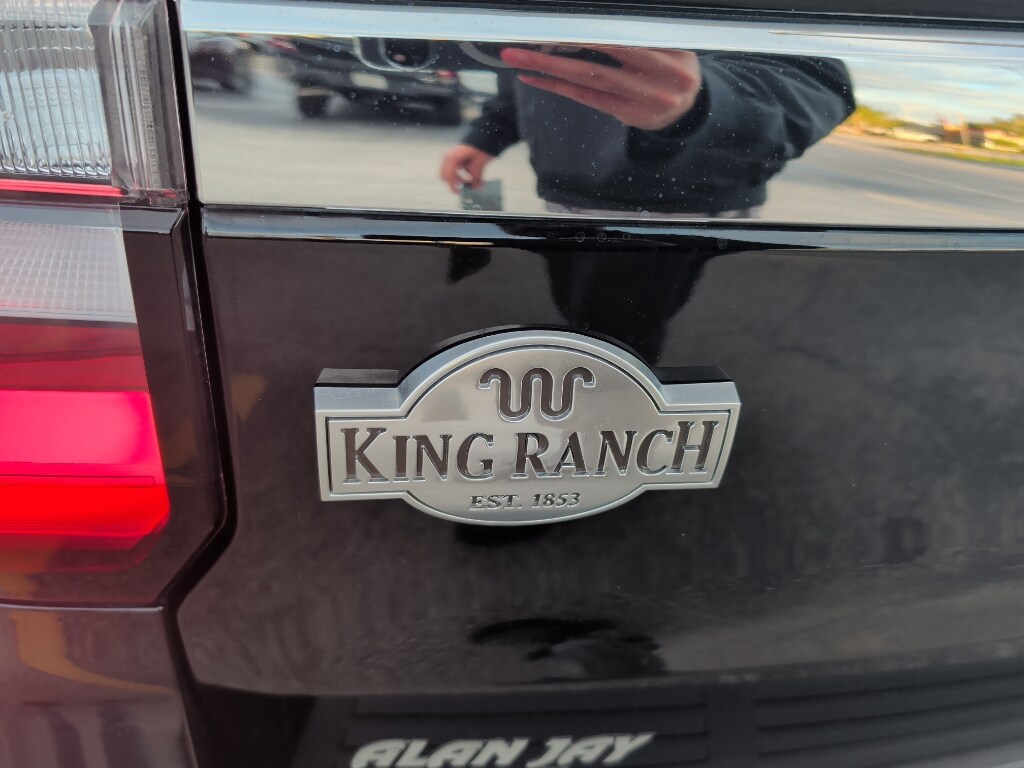 KING RANCH
EST. 1853
ALAN JAY